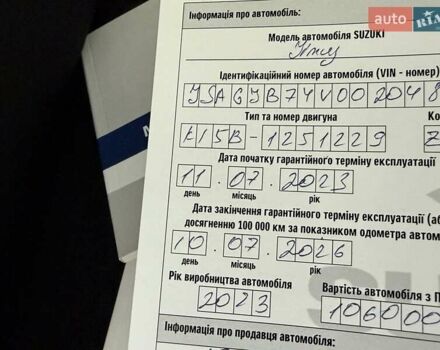 auto RIA
Інформація про автомобіль:
Модель автомобіля SUZUKI
Jimny
Ідентифікаційний номер автомобіля (VIN - номер)
JSAGJB74V002048
Тип та номер двигуна
K15B-1251229
Дата початку гарантійного терміну експлуатації
11.07.2023
день місяць рік
Дата закінчення гарантійного терміну експлуатації (аб
досягненню 100 000 км за показником одометра автом
10.07.2026
день місяць рік
Рік виробництва автомобіля
Вартість автомобіля з П
2023
106000
Інформація про продавця автомобіля: